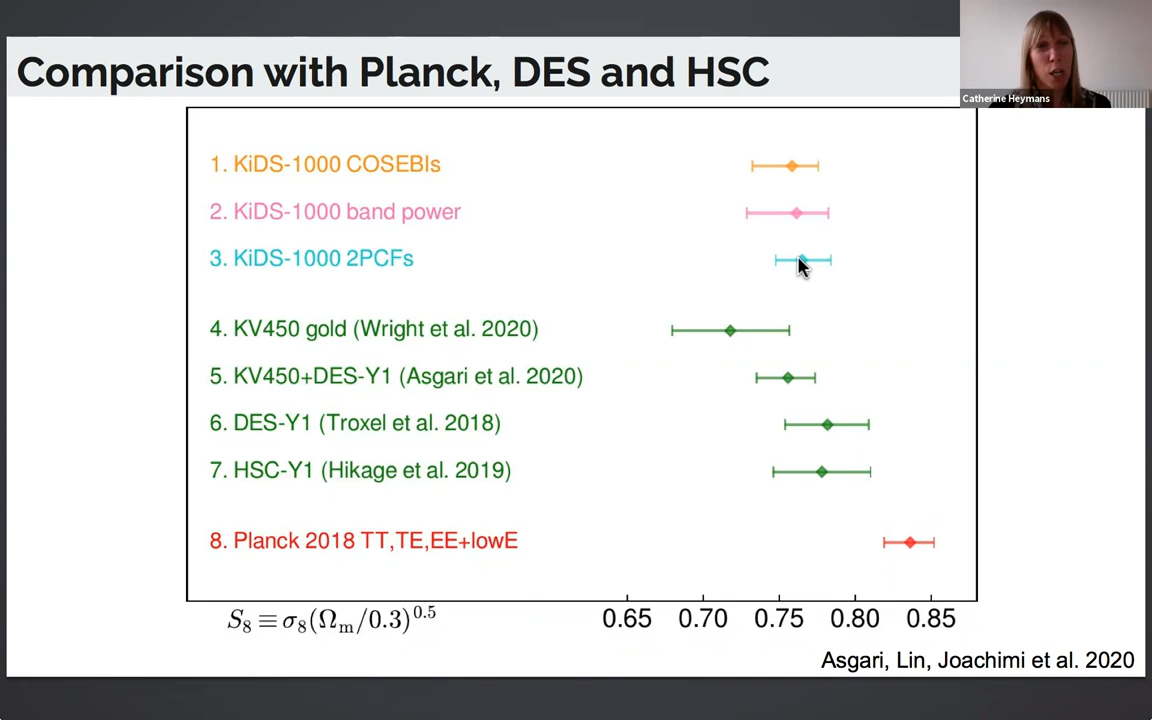 Comparison with Planck, DES and HSC
Catherine Heymans
1. KiDS-1000 COSEBIs
2. KiDS-1000 band power
3. KiDS-1000 2PCFs
4. KV450 gold (Wright et al. 2020)
5. KV450+DES-Y1 (Asgari et al. 2020)
6. DES-Y1 (Troxel et al. 2018)
7. HSC-Y1 (Hikage et al. 2019)
8. Planck 2018 TT,TE,EE+lowE
S₈ ≡ σ₈(Ωₘ/0.3)^0.5 0.65 0.70 0.75 0.80 0.85
Asgari, Lin, Joachimi et al. 2020